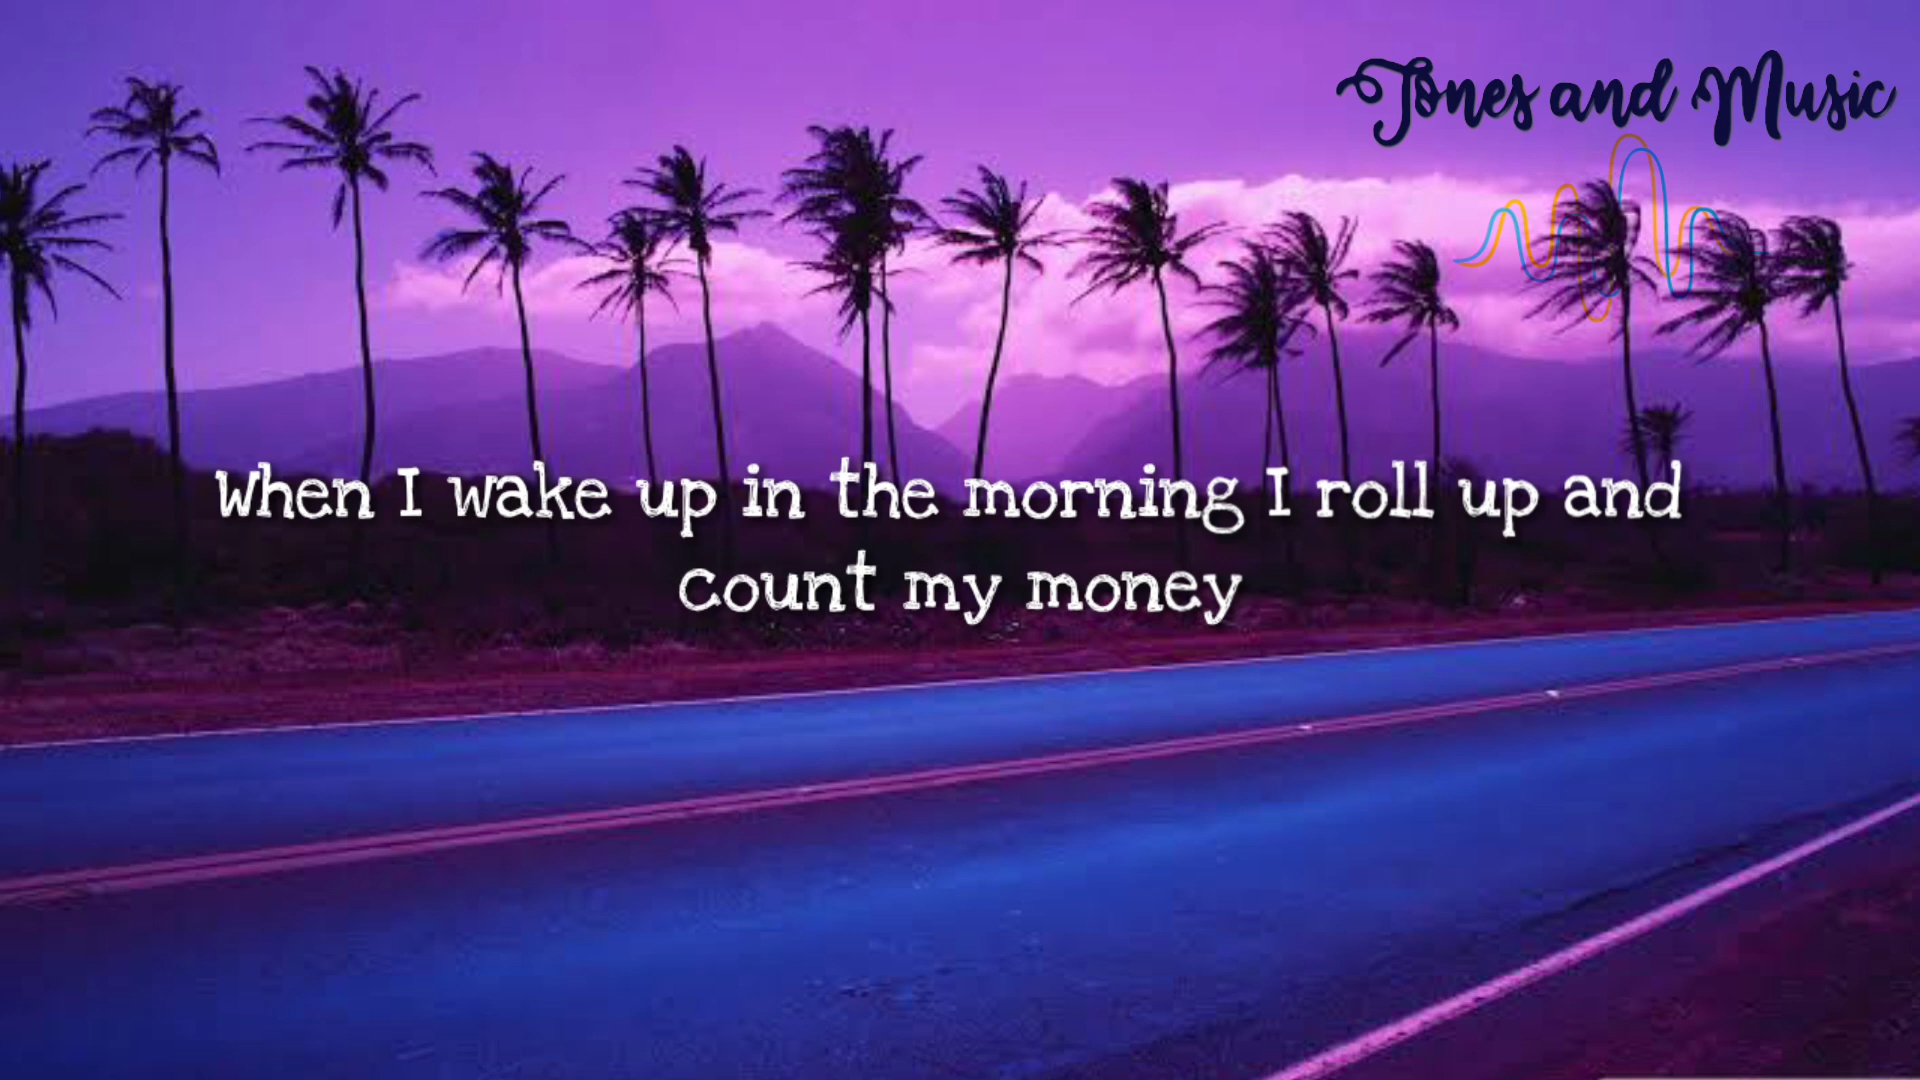 Tones and Music
When I wake up in the morning I roll up and
count my money